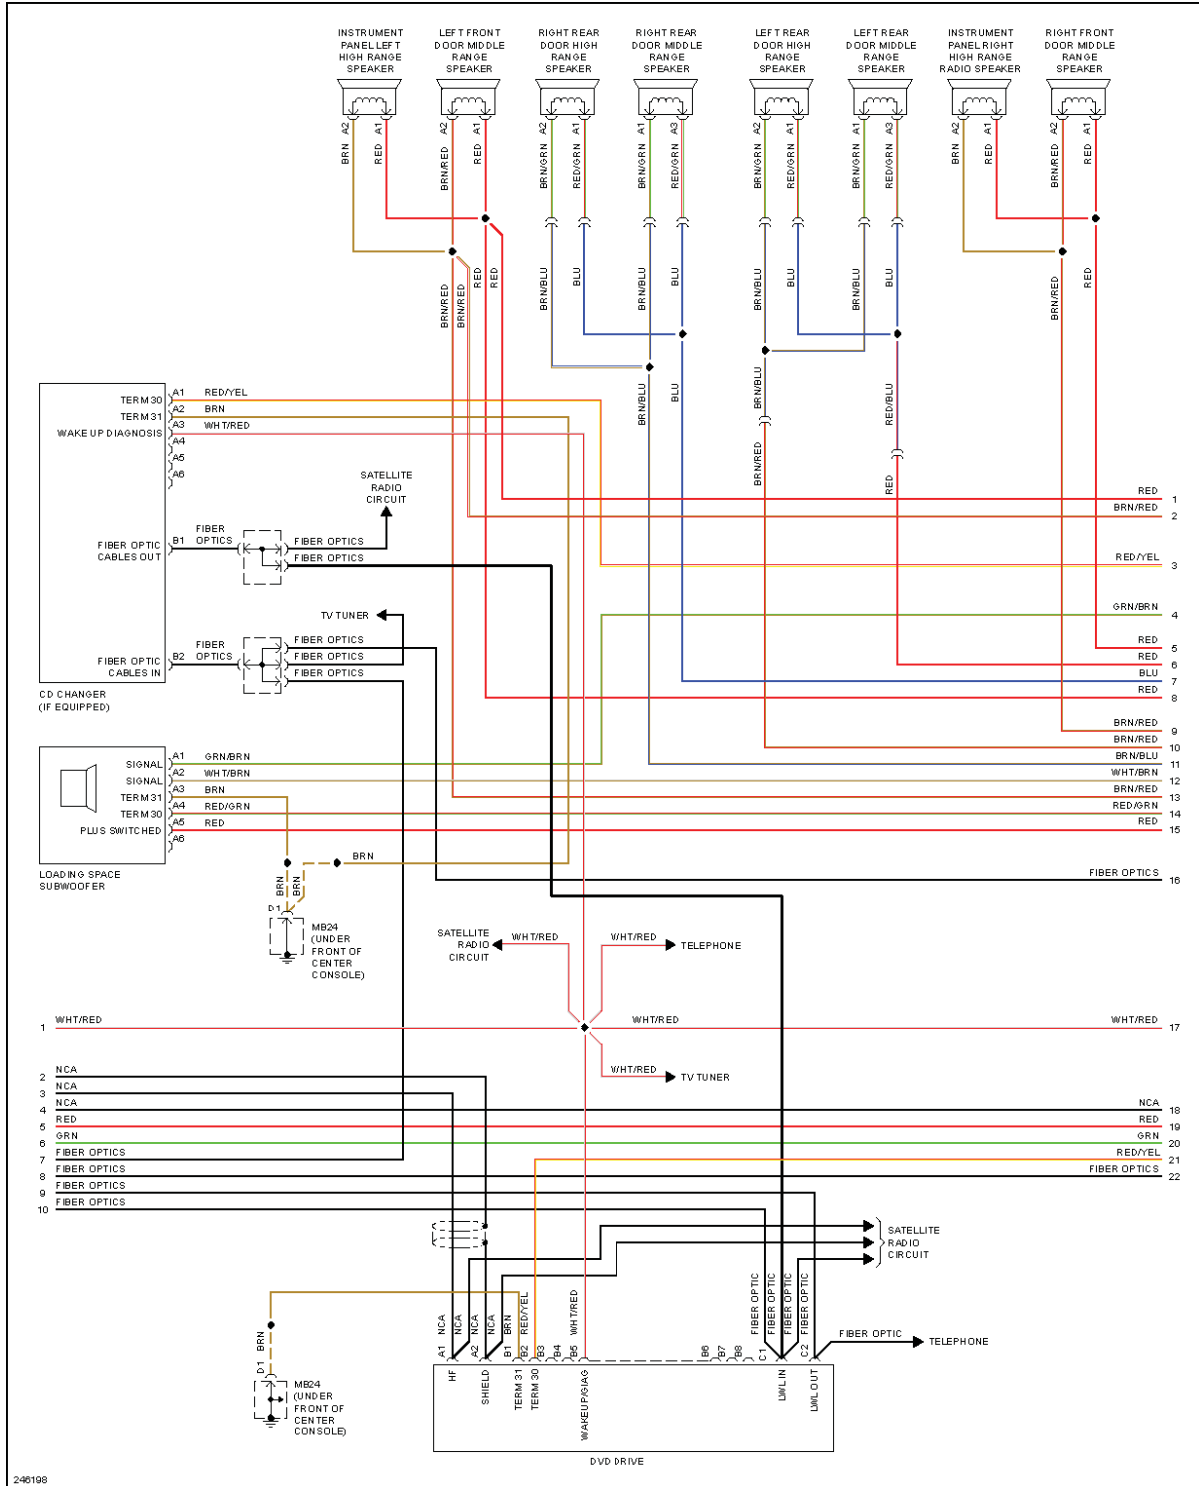 INSTRUMENT
PANEL LEFT
HIGH RANGE
SPEAKER
LEFT FRONT
DOOR MIDDLE
RANGE
SPEAKER
RIGHT REAR
DOOR HIGH
RANGE
SPEAKER
RIGHT REAR
DOOR MIDDLE
RANGE
SPEAKER
LEFT REAR
DOOR HIGH
RANGE
SPEAKER
LEFT REAR
DOOR MIDDLE
RANGE
SPEAKER
INSTRUMENT
PANEL RIGHT
HIGH RANGE
RADIO SPEAKER
RIGHT FRONT
DOOR MIDDLE
RANGE
SPEAKER
A2 A1 A2 A1 A2 A1 A1 A3 A2 A1 A1 A3 A2 A1 A2 A1
BRN RED BRN/RED RED BRN/GRN RED/GRN BRN/GRN RED/GRN BRN/GRN RED/GRN BRN/GRN RED/GRN BRN RED BRN/RED RED
BRN/RED BRN/RED RED RED BRN/BLU BLU BRN/BLU BLU BRN/BLU BLU BRN/BLU BLU BRN/RED RED
BRN/BLU BLU BRN/BLU RED/BLU
BRN/RED RED
TERM 30 A1 RED/YEL
TERM 31 A2 BRN
WAKE UP DIAGNOSIS A3 WHT/RED
A4
A5
A6
FIBER OPTIC
CABLES OUT
B1 FIBER
OPTICS
FIBER OPTICS
FIBER OPTICS
SATELLITE
RADIO
CIRCUIT
TV TUNER
FIBER OPTIC
CABLES IN
B2 FIBER
OPTICS
FIBER OPTICS
FIBER OPTICS
FIBER OPTICS
CD CHANGER
(IF EQUIPPED)
RED 1
BRN/RED 2
RED/YEL 3
GRN/BRN 4
RED 5
RED 6
BLU 7
RED 8
BRN/RED 9
BRN/RED 10
BRN/BLU 11
WHT/BRN 12
BRN/RED 13
RED/GRN 14
RED 15
FIBER OPTICS 16
SIGNAL A1 GRN/BRN
SIGNAL A2 WHT/BRN
TERM 31 A3 BRN
TERM 30 A4 RED/GRN
PLUS SWITCHED A5 RED
A6
LOADING SPACE
SUBWOOFER
BRN
BRN BRN
D1
MB24
(UNDER
FRONT OF
CENTER
CONSOLE)
SATELLITE
RADIO
CIRCUIT
WHT/RED
WHT/RED TELEPHONE
1 WHT/RED WHT/RED WHT/RED 17
WHT/RED TV TUNER
2 NCA
3 NCA
4 NCA NCA 18
5 RED RED 19
6 GRN GRN 20
7 FIBER OPTICS RED/YEL 21
8 FIBER OPTICS FIBER OPTICS 22
9 FIBER OPTICS
10 FIBER OPTICS
SATELLITE
RADIO
CIRCUIT
BRN
D1
MB24
(UNDER
FRONT OF
CENTER
CONSOLE)
NCA NCA NCA NCA BRN RED/YEL WHT/RED FIBER OPTIC FIBER OPTIC FIBER OPTIC FIBER OPTIC
FIBER OPTIC TELEPHONE
A1 A2 B1 B2 B3 B4 B5 B6 B7 B8 C1 C2
HF SHIELD TERM 31 TERM 30 WAKEUP/GIAG LWL IN LWL OUT
DVD DRIVE
246198